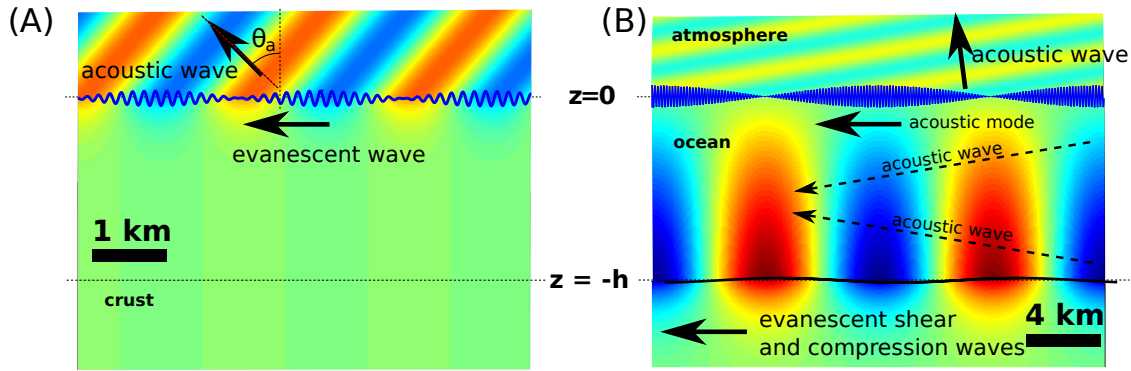 (A)
θa
acoustic wave
evanescent wave
1 km
crust
z=0
z = -h
(B)
atmosphere
acoustic wave
acoustic mode
ocean
acoustic wave
acoustic wave
evanescent shear
and compression waves
4 km